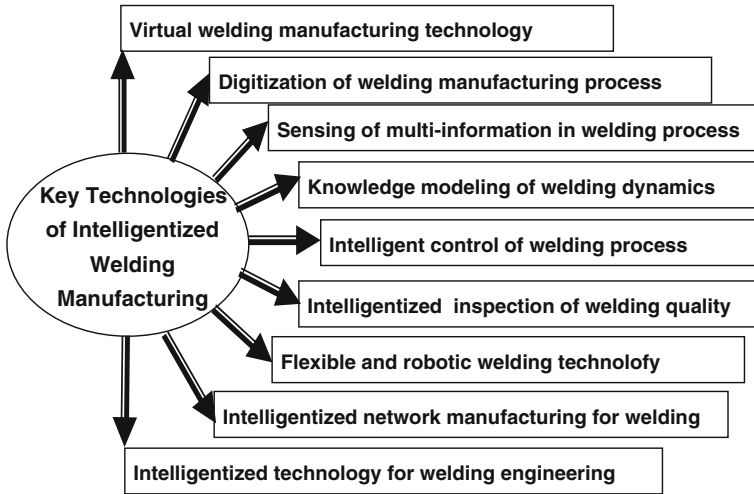 Virtual welding manufacturing technology
Digitization of welding manufacturing process
Sensing of multi-information in welding process
Key Technologies
of Intelligentized
Welding
Manufacturing
Knowledge modeling of welding dynamics
Intelligent control of welding process
Intelligentized inspection of welding quality
Flexible and robotic welding technolofy
Intelligentized network manufacturing for welding
Intelligentized technology for welding engineering